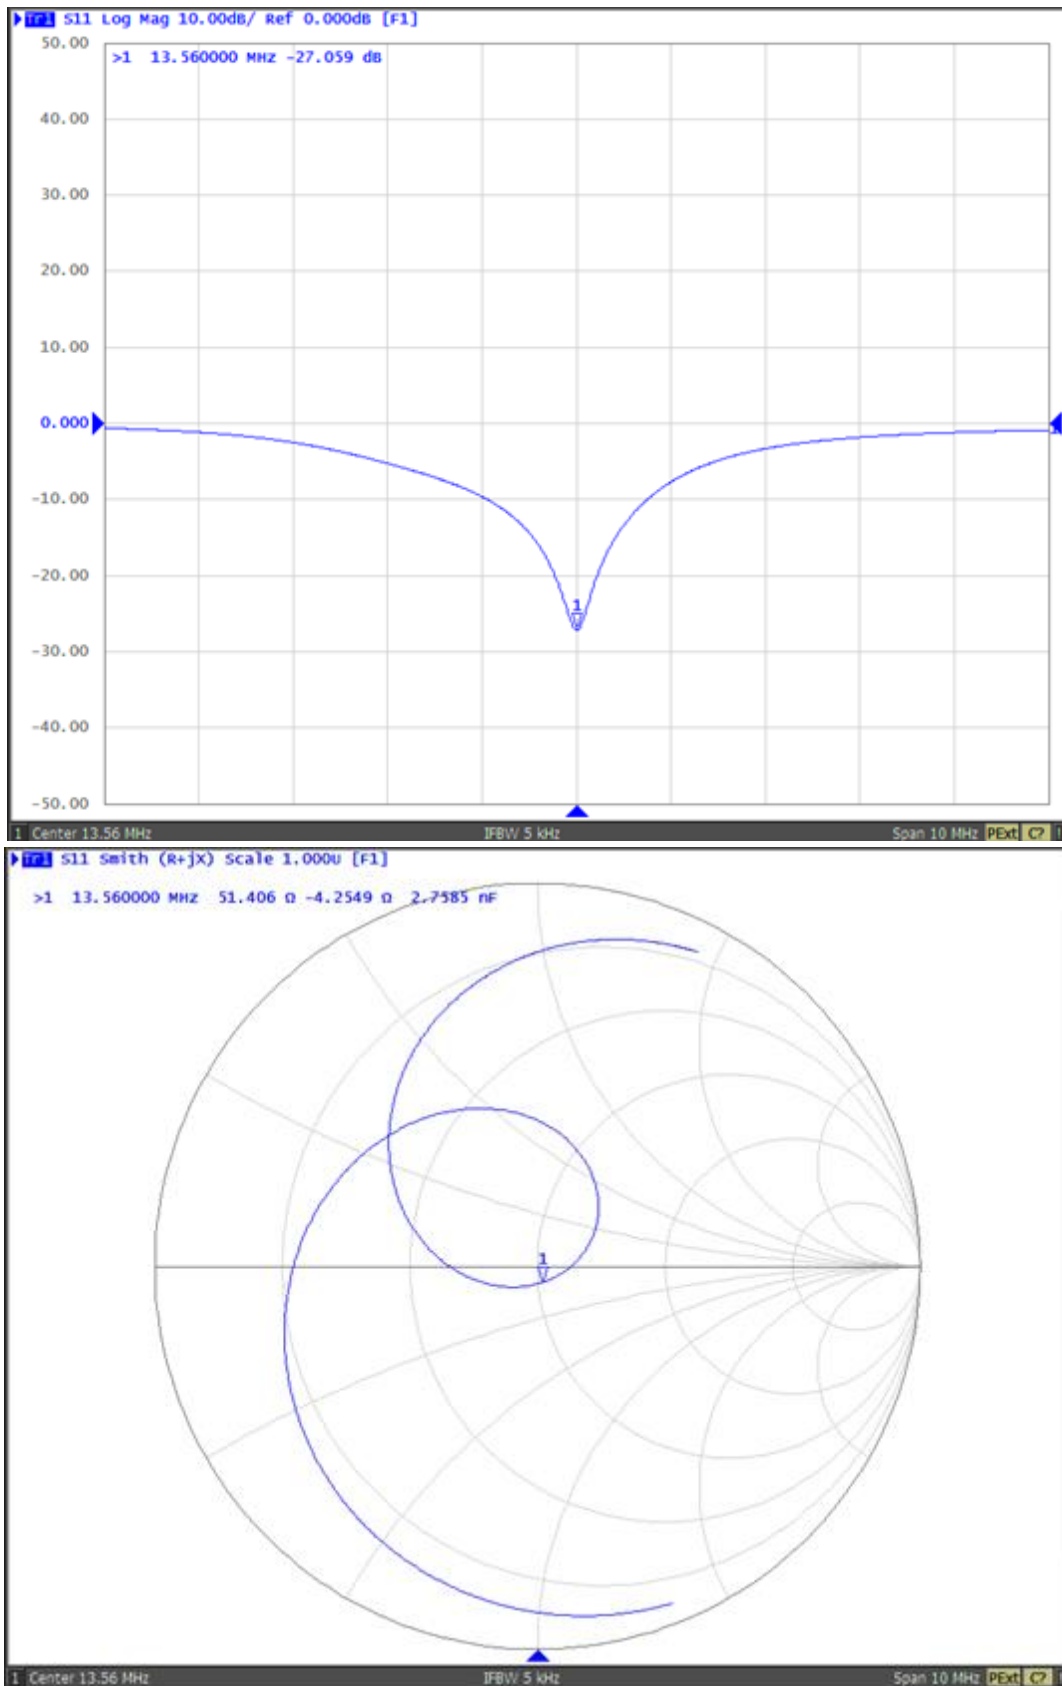 Tr1 S11 Log Mag 10.00dB/ Ref 0.000dB [F1]
50.00
>1 13.560000 MHz -27.059 dB
40.00
30.00
20.00
10.00
0.000
-10.00
-20.00
1
-30.00
-40.00
-50.00
1 Center 13.56 MHz IFBW 5 kHz Span 10 MHz PExt C?
Tr1 S11 Smith (R+jX) Scale 1.000U [F1]
>1 13.560000 MHz 51.406 Ω -4.2549 Ω 2.7585 nF
1
1 Center 13.56 MHz IFBW 5 kHz Span 10 MHz PExt C?